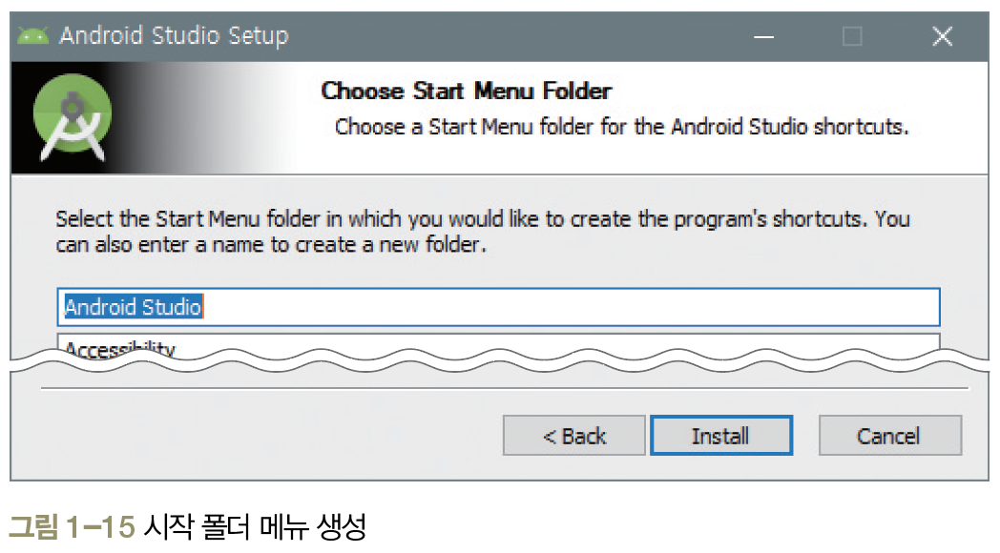 Android Studio Setup
Choose Start Menu Folder
Choose a Start Menu folder for the Android Studio shortcuts.
Select the Start Menu folder in which you would like to create the program's shortcuts. You
can also enter a name to create a new folder.
Android Studio
Accessibility
< Back
Install
Cancel
그림 1-15 시작 폴더 메뉴 생성